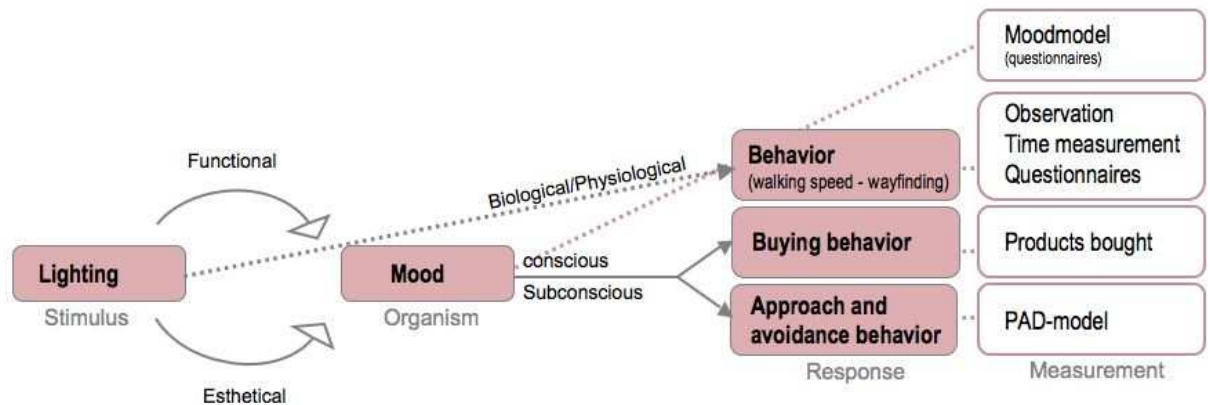 Functional
Lighting
Stimulus
Esthetical
Biological/Physiological
Mood
Organism
conscious
Subconscious
Behavior
(walking speed - wayfinding)
Buying behavior
Approach and
avoidance behavior
Response
Moodmodel
(questionnaires)
Observation
Time measurement
Questionnaires
Products bought
PAD-model
Measurement